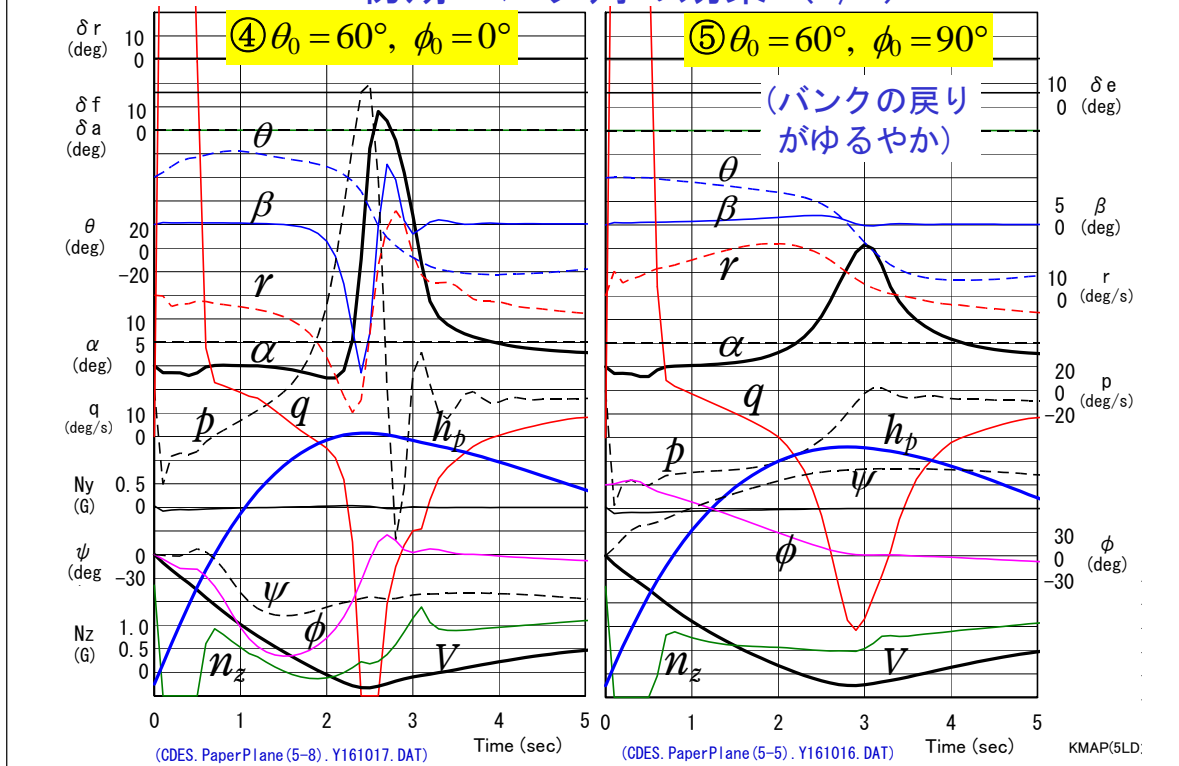 ④θ₀ = 60°, φ₀ = 0°
⑤θ₀ = 60°, φ₀ = 90°
(バンクの戻り
がゆるやか)
δr
(deg)
10
0
δf
δa
(deg)
10
0
θ
(deg)
20
0
-20
α
(deg)
10
5
0
q
(deg/s)
10
0
Ny
(G)
0.5
0
ψ
(deg
0
-30
Nz
(G)
1.0
0.5
0
θ
β
r
α
p
q
h_p
ψ
φ
n_z
V
0 1 2 3 4 5
Time (sec)
(CDES.PaperPlane(5-8).Y161017.DAT)
θ
β
r
α
q
p
h_p
ψ
φ
n_z
V
10
0
δe
(deg)
5
0
β
(deg)
10
0
r
(deg/s)
20
0
-20
p
(deg/s)
30
0
-30
φ
(deg)
0 1 2 3 4 5
Time (sec)
(CDES.PaperPlane(5-5).Y161016.DAT)
KMAP(5LD